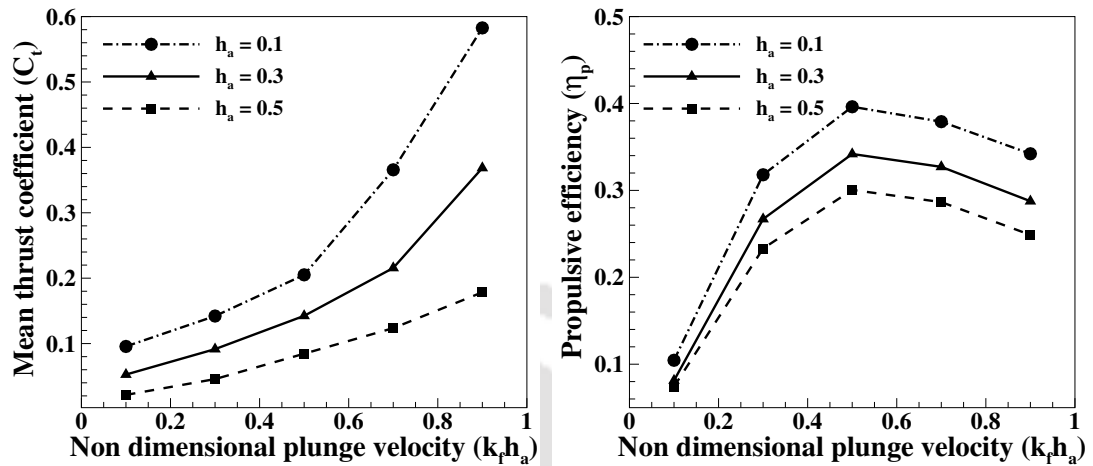 Mean thrust coefficient (C_t)
0.6
0.5
0.4
0.3
0.2
0.1
h_a = 0.1
h_a = 0.3
h_a = 0.5
0 0.2 0.4 0.6 0.8 1
Non dimensional plunge velocity (k_f h_a)
Propulsive efficiency (η_p)
0.5
0.4
0.3
0.2
0.1
h_a = 0.1
h_a = 0.3
h_a = 0.5
0 0.2 0.4 0.6 0.8 1
Non dimensional plunge velocity (k_f h_a)